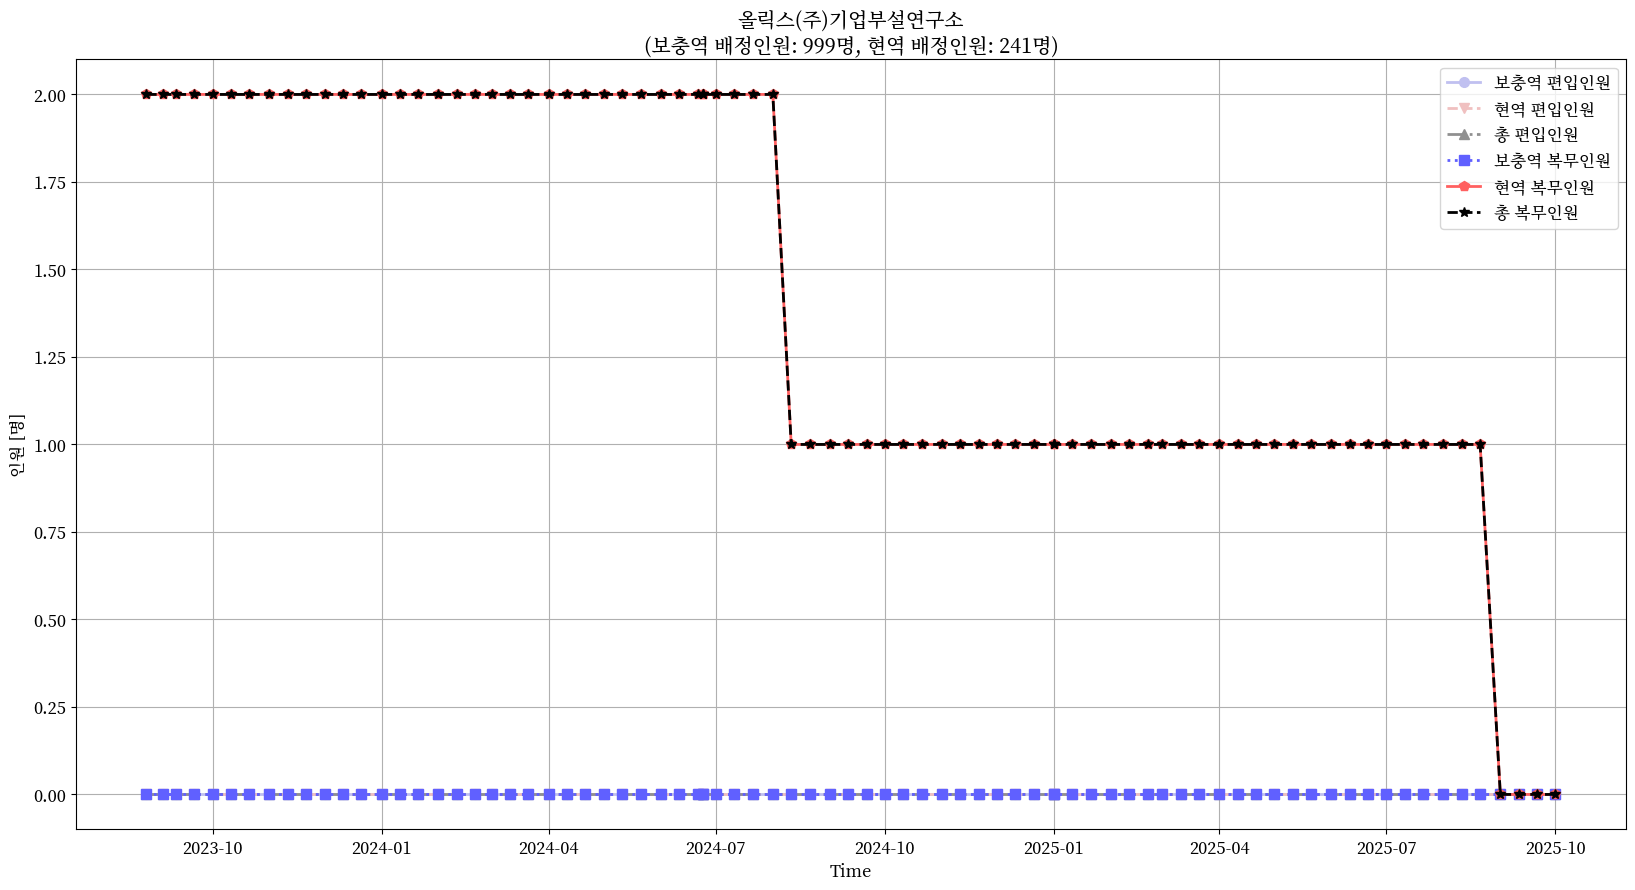 올릭스(주)기업부설연구소
(보충역 배정인원: 999명, 현역 배정인원: 241명)
보충역 편입인원
현역 편입인원
총 편입인원
보충역 복무인원
현역 복무인원
총 복무인원
2.00
1.75
1.50
1.25
1.00
0.75
0.50
0.25
0.00
인원 [명]
2023-10
2024-01
2024-04
2024-07
2024-10
2025-01
2025-04
2025-07
2025-10
Time